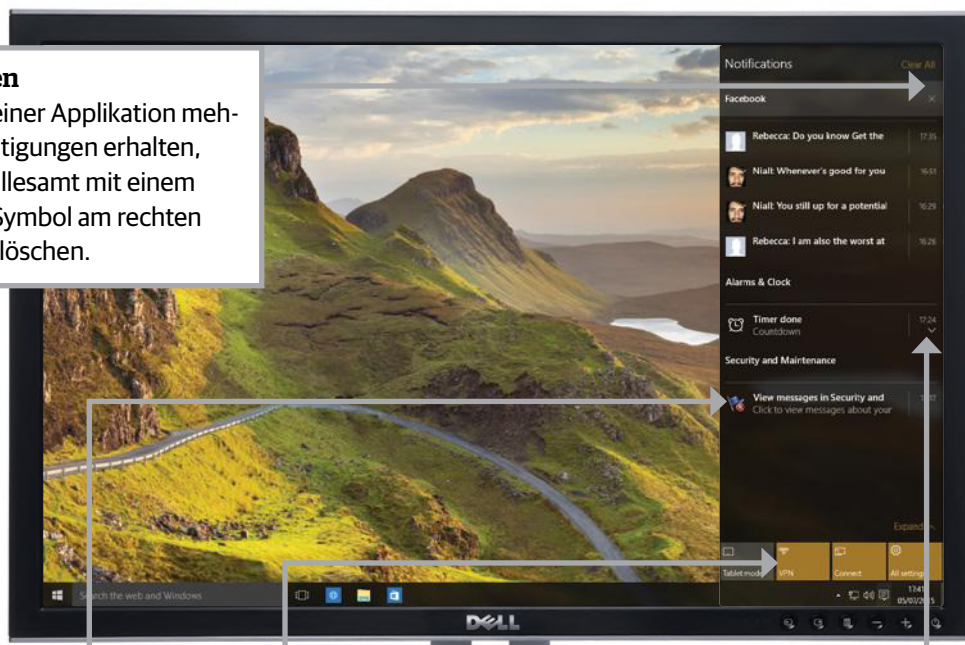 en
einer Applikation meh-
tigungen erhalten,
llesamt mit einem
Symbol am rechten
löschen.
Notifications
Clear All
Facebook
Rebecca: Do you know Get the
17:35
Niall: Whenever's good for you
16:51
Niall: You still up for a potential
16:29
Rebecca: I am also the worst at
16:26
Alarms & Clock
Timer done
17:24
Countdown
Security and Maintenance
View messages in Security and
Click to view messages about your
Expand
Tablet mode
VPN
Connect
All settings
Search the web and Windows
17:41
05/07/2015
DELL